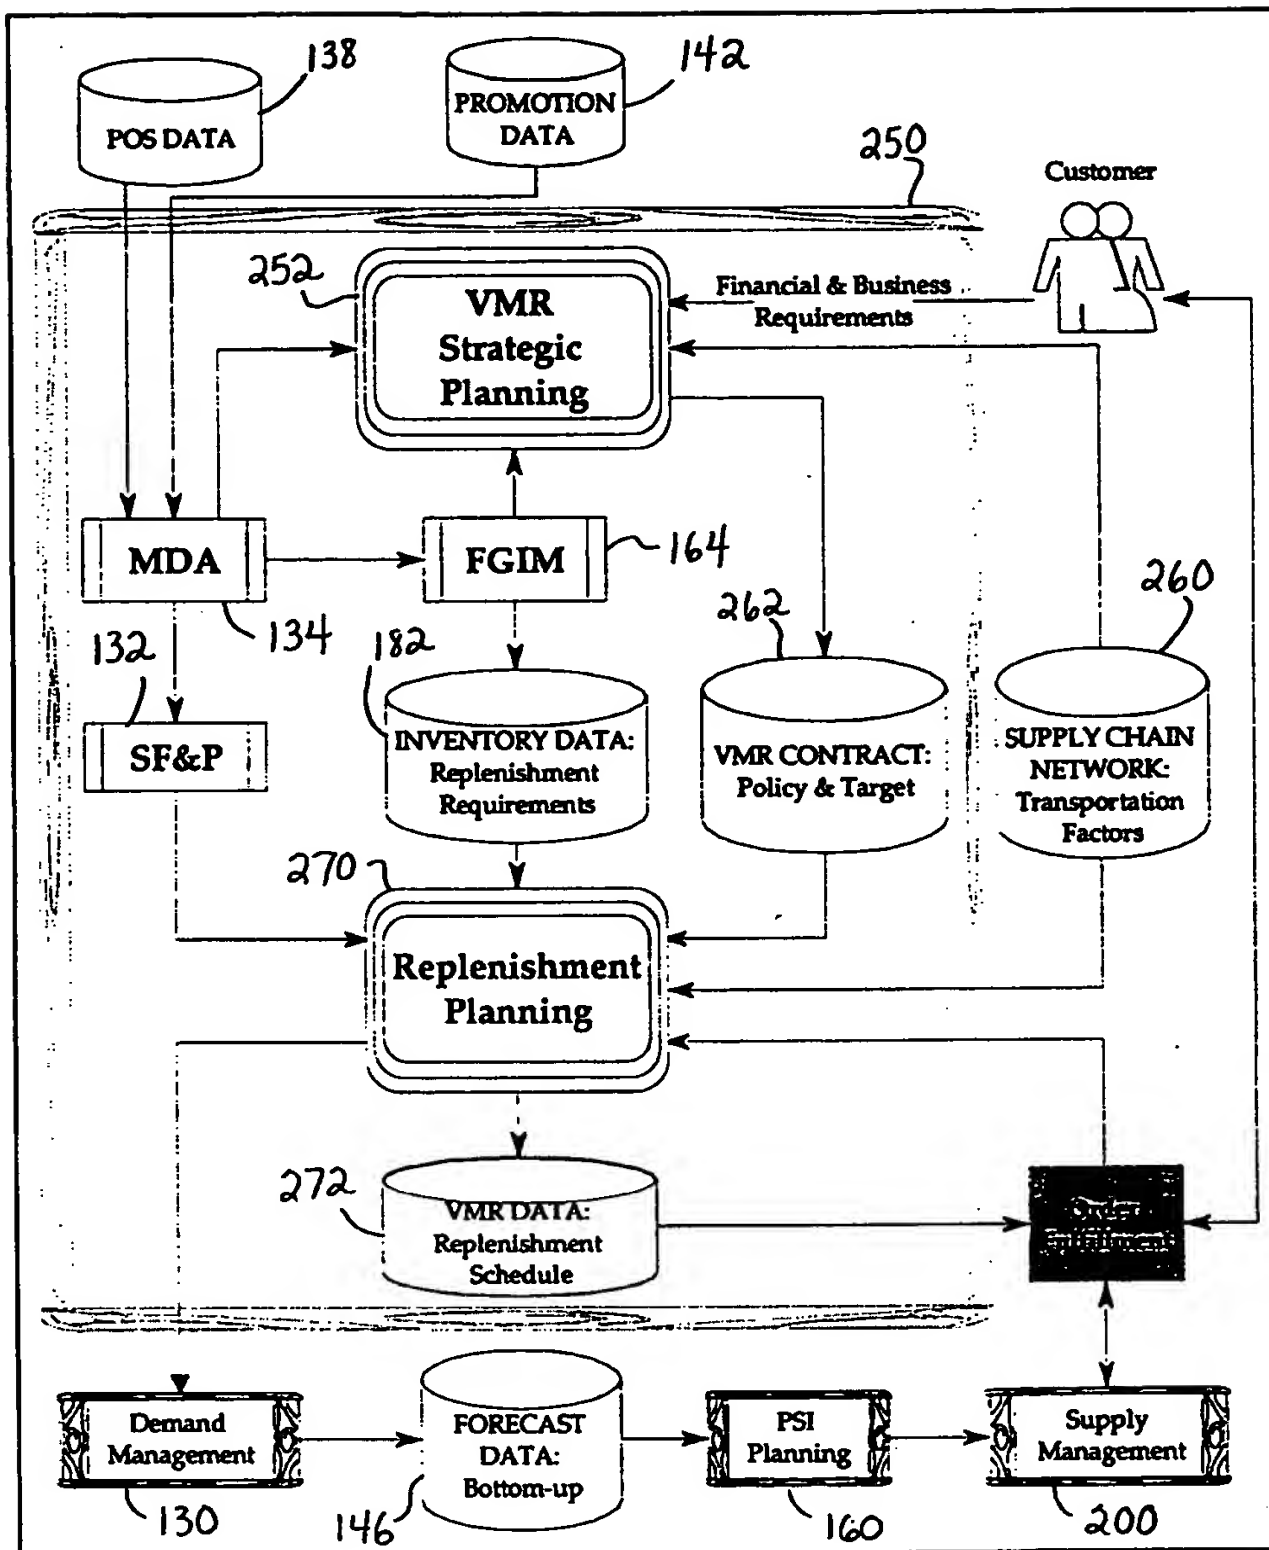 138
142
POS DATA
PROMOTION
DATA
250
Customer
252
VMR
Strategic
Planning
Financial & Business
Requirements
MDA
FGIM
164
134
132
182
262
260
SF&P
INVENTORY DATA:
Replenishment
Requirements
VMR CONTRACT:
Policy & Target
SUPPLY CHAIN
NETWORK:
Transportation
Factors
270
Replenishment
Planning
272
VMR DATA:
Replenishment
Schedule
Order
Fulfillment
Demand
Management
FORECAST
DATA:
Bottom-up
PSI
Planning
Supply
Management
130
146
160
200